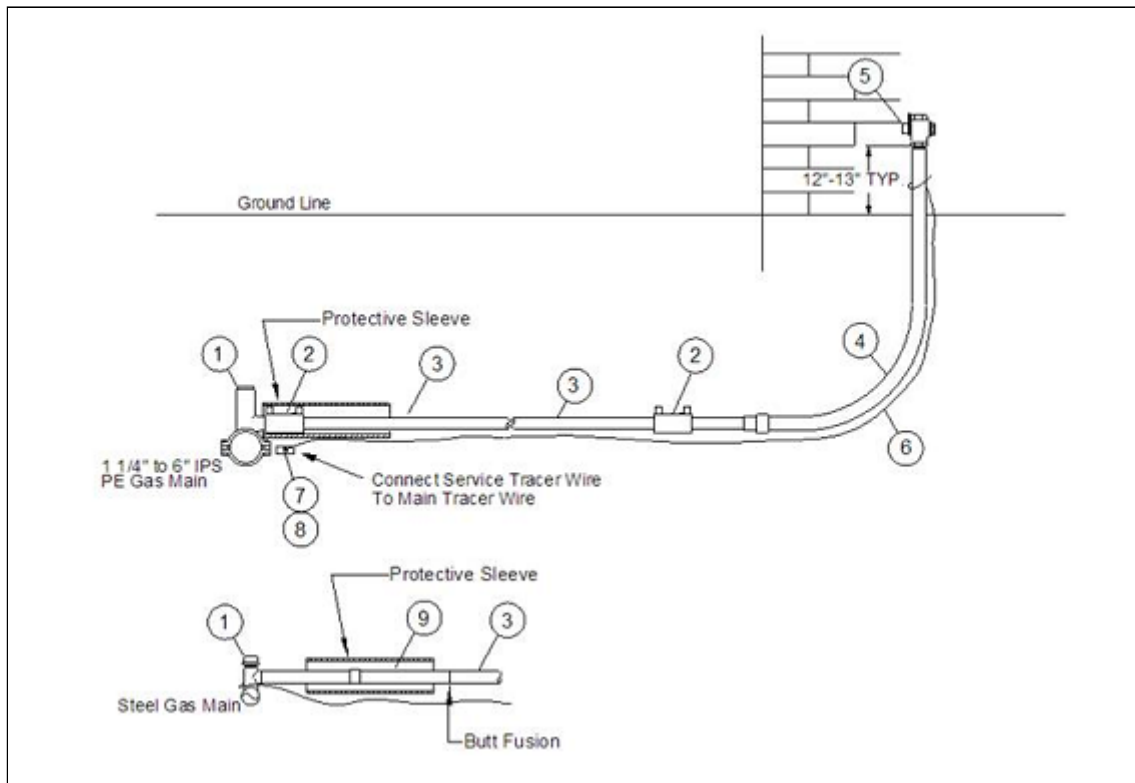 5
12"-13" TYP.
Ground Line
Protective Sleeve
1
2
3
3
2
4
6
1 1/4" to 6" IPS
PE Gas Main
7
8
Connect Service Tracer Wire
To Main Tracer Wire
Protective Sleeve
1
9
3
Steel Gas Main
Butt Fusion